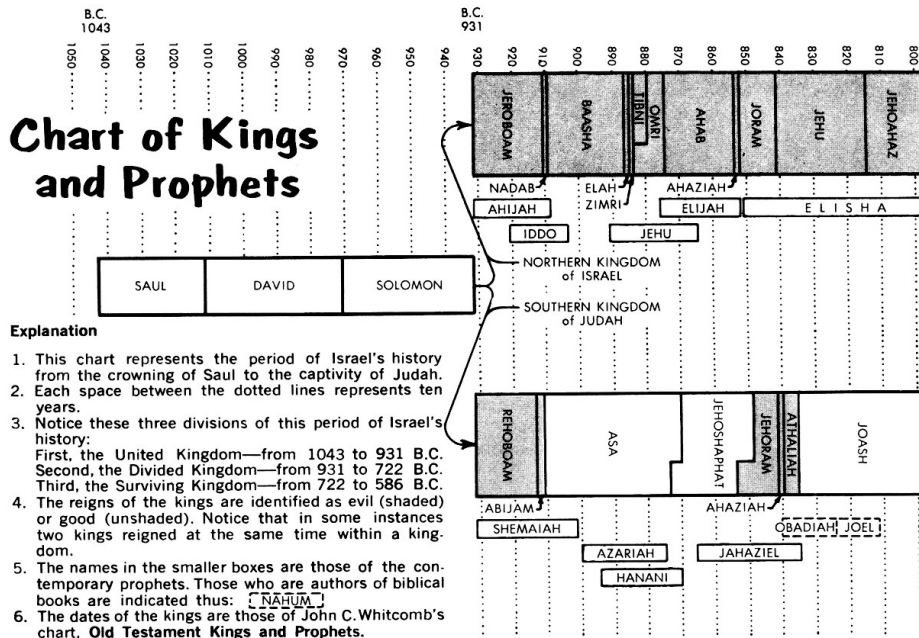 B.C.
1043
B.C.
931
1050 1040 1030 1020 1010 1000 990 980 970 960 950 940 930 920 910 900 890 880 870 860 850 840 830 820 810 800
Chart of Kings
and Prophets
JEROBOAM
BAASHA
TIBNI
OMRI
AHAB
JORAM
JEHU
JEHOAHAZ
NADAB
ELAH
ZIMRI
AHAZIAH
AHIJAH
ELIJAH
ELISHA
IDDO
JEHU
NORTHERN KINGDOM
of ISRAEL
SAUL
DAVID
SOLOMON
SOUTHERN KINGDOM
of JUDAH
REHOBOAM
ASA
JEHOSHAPHAT
JEHORAM
ATHALIAH
JOASH
ABIJAM
AHAZIAH
SHEMAIAH
OBADIAH
JOEL
AZARIAH
JAHAZIEL
HANANI
Explanation
1. This chart represents the period of Israel's history
from the crowning of Saul to the captivity of Judah.
2. Each space between the dotted lines represents ten
years.
3. Notice these three divisions of this period of Israel's
history:
First, the United Kingdom—from 1043 to 931 B.C.
Second, the Divided Kingdom—from 931 to 722 B.C.
Third, the Surviving Kingdom—from 722 to 586 B.C.
4. The reigns of the kings are identified as evil (shaded)
or good (unshaded). Notice that in some instances
two kings reigned at the same time within a king-
dom.
5. The names in the smaller boxes are those of the con-
temporary prophets. Those who are authors of biblical
books are indicated thus: NAHUM
6. The dates of the kings are those of John C. Whitcomb's
chart, Old Testament Kings and Prophets.